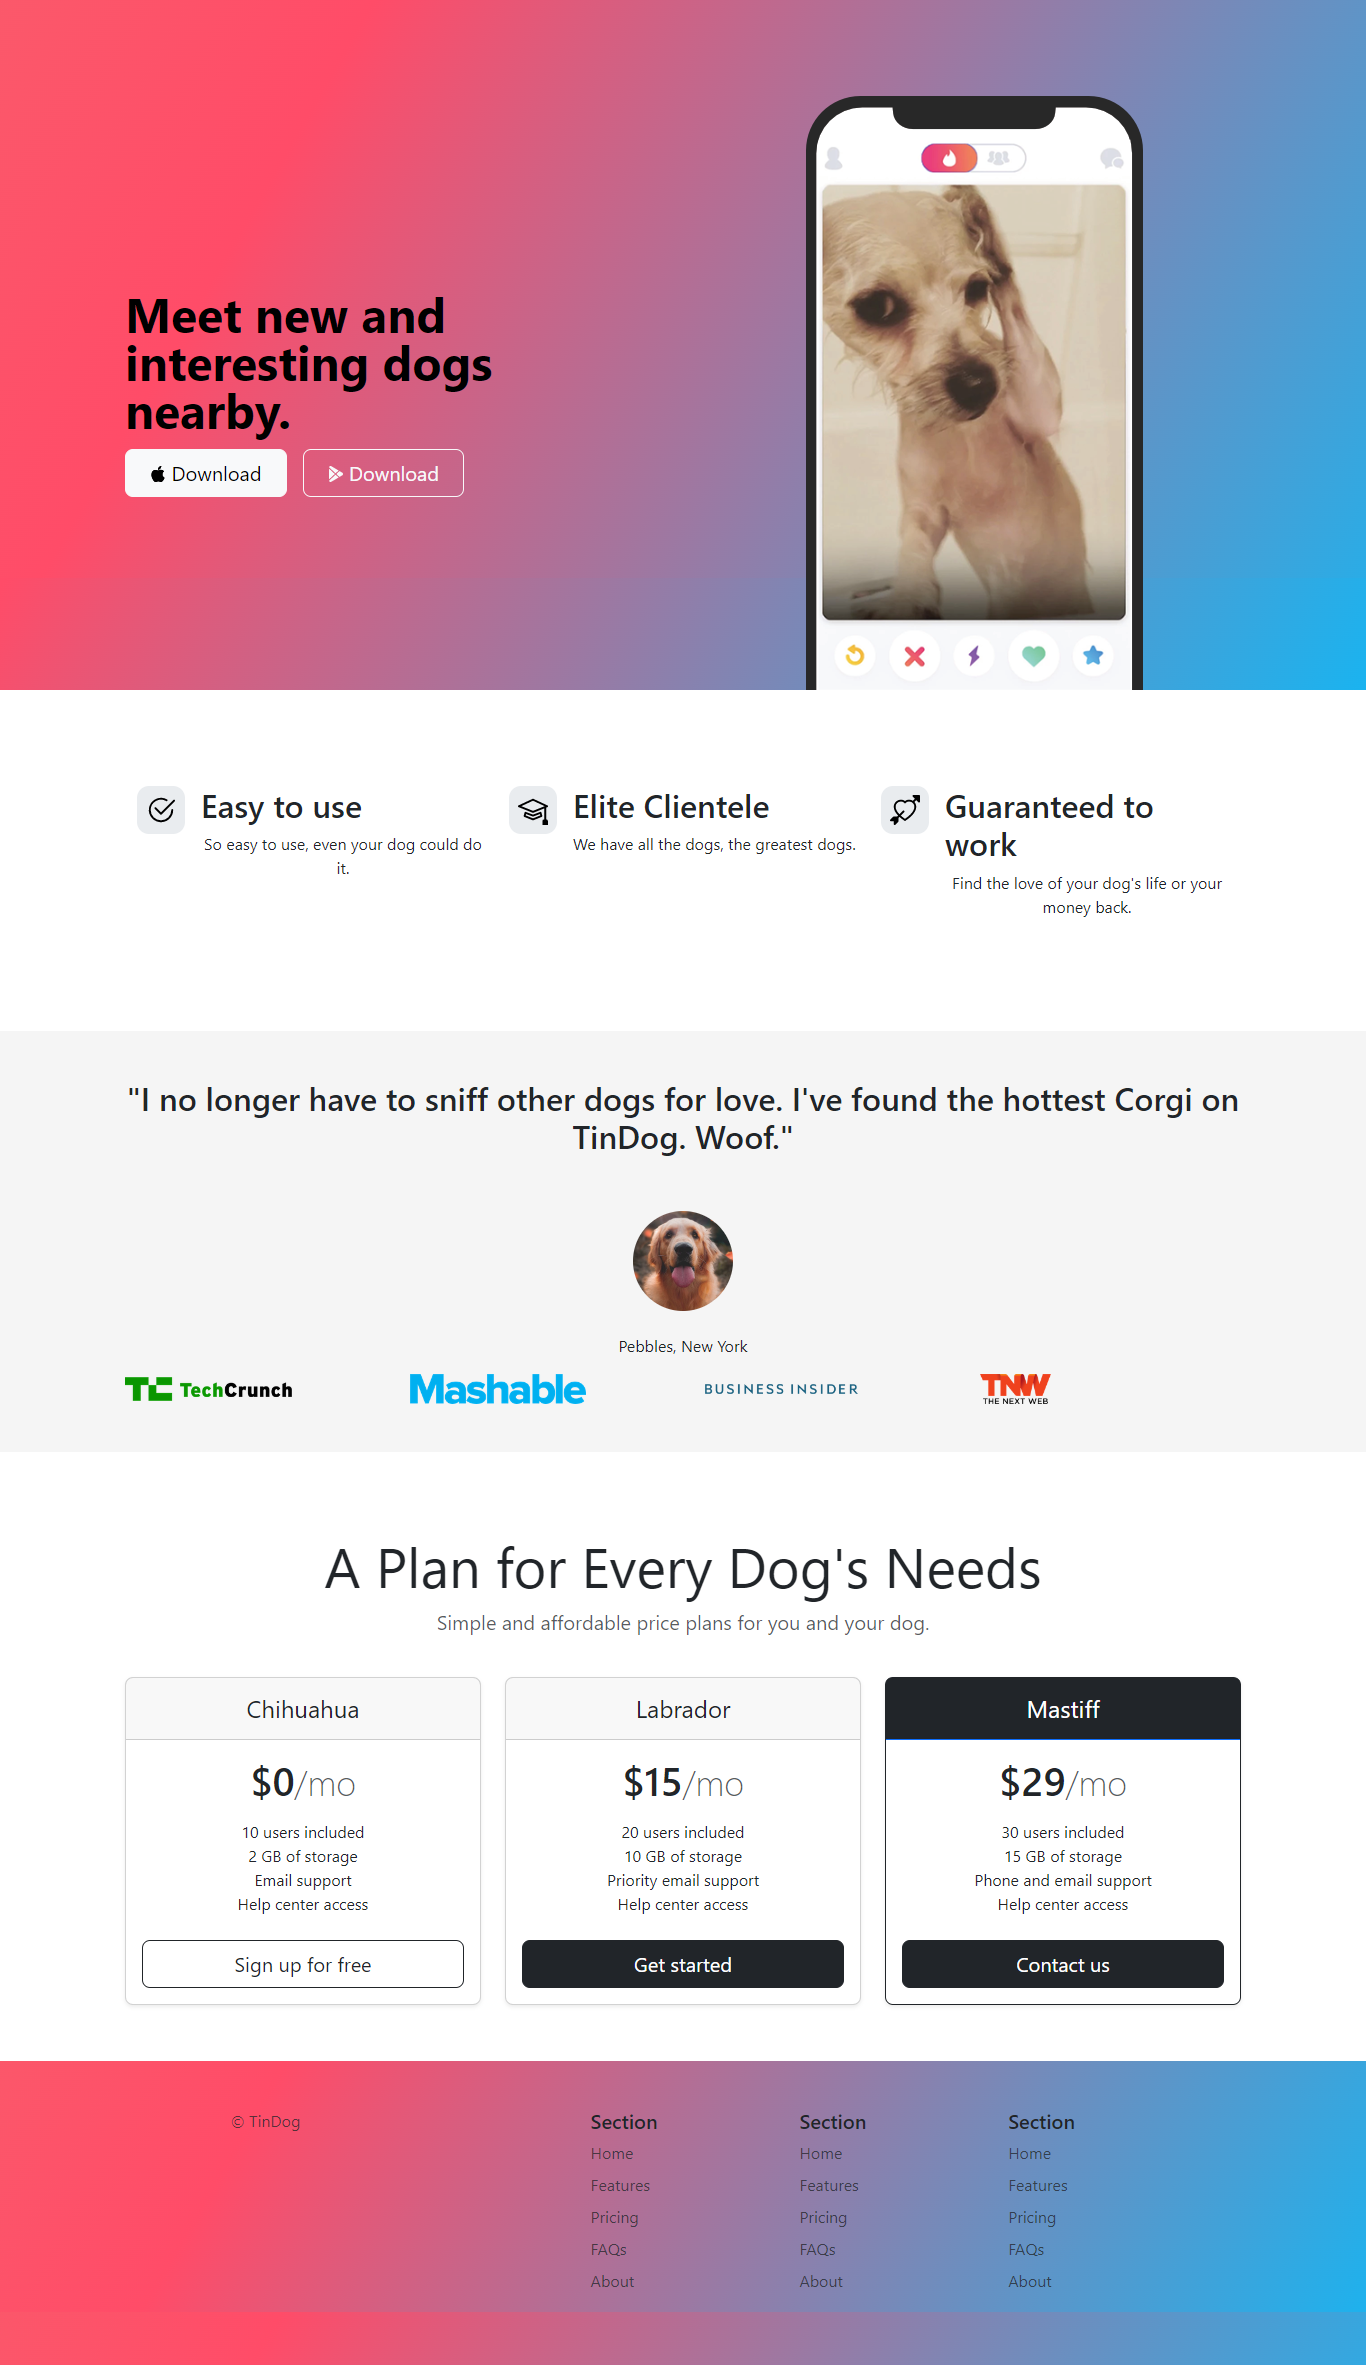 Meet new and
interesting dogs
nearby.
Download
Download
Easy to use
So easy to use, even your dog could do
it.
Elite Clientele
We have all the dogs, the greatest dogs.
Guaranteed to
work
Find the love of your dog's life or your
money back.
"I no longer have to sniff other dogs for love. I've found the hottest Corgi on
TinDog. Woof."
Pebbles, New York
TC TechCrunch
Mashable
BUSINESS INSIDER
TNW
THE NEXT WEB
A Plan for Every Dog's Needs
Simple and affordable price plans for you and your dog.
Chihuahua
$0/mo
10 users included
2 GB of storage
Email support
Help center access
Sign up for free
Labrador
$15/mo
20 users included
10 GB of storage
Priority email support
Help center access
Get started
Mastiff
$29/mo
30 users included
15 GB of storage
Phone and email support
Help center access
Contact us
© TinDog
Section
Home
Features
Pricing
FAQs
About
Section
Home
Features
Pricing
FAQs
About
Section
Home
Features
Pricing
FAQs
About